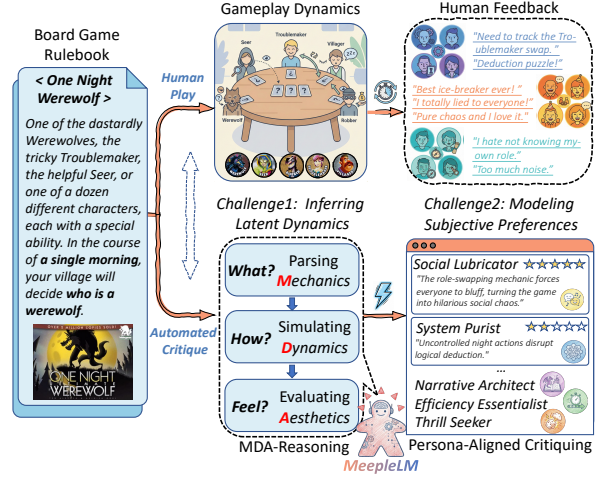 Board Game
Rulebook
< One Night
Werewolf >
One of the dastardly
Werewolves, the
tricky Troublemaker,
the helpful Seer, or
one of a dozen
different characters,
each with a special
ability. In the course
of a single morning,
your village will
decide who is a
werewolf.
OVER 2 MILLION COPIES SOLD!
ONE NIGHT
WEREWOLF
Human
Play
Automated
Critique
Gameplay Dynamics
Troublemaker
Seer
Villager
Werewolf
Robber
? ? ?
Human Feedback
"Need to track the Tro-
ublemaker swap."
"Deduction puzzle!"
"Best ice-breaker ever! "
"I totally lied to everyone!"
"Pure chaos and I love it."
"I hate not knowing my-
own role."
"Too much noise."
Challenge1: Inferring
Latent Dynamics
What? Parsing
Mechanics
How? Simulating
Dynamics
Feel? Evaluating
Aesthetics
MDA-Reasoning
MeepleLM
Challenge2: Modeling
Subjective Preferences
Social Lubricator
"The role-swapping mechanic forces
everyone to bluff, turning the game
into hilarious social chaos."
System Purist
"Uncontrolled night actions disrupt
logical deduction."
...
Narrative Architect
Efficiency Essentialist
Thrill Seeker
Persona-Aligned Critiquing